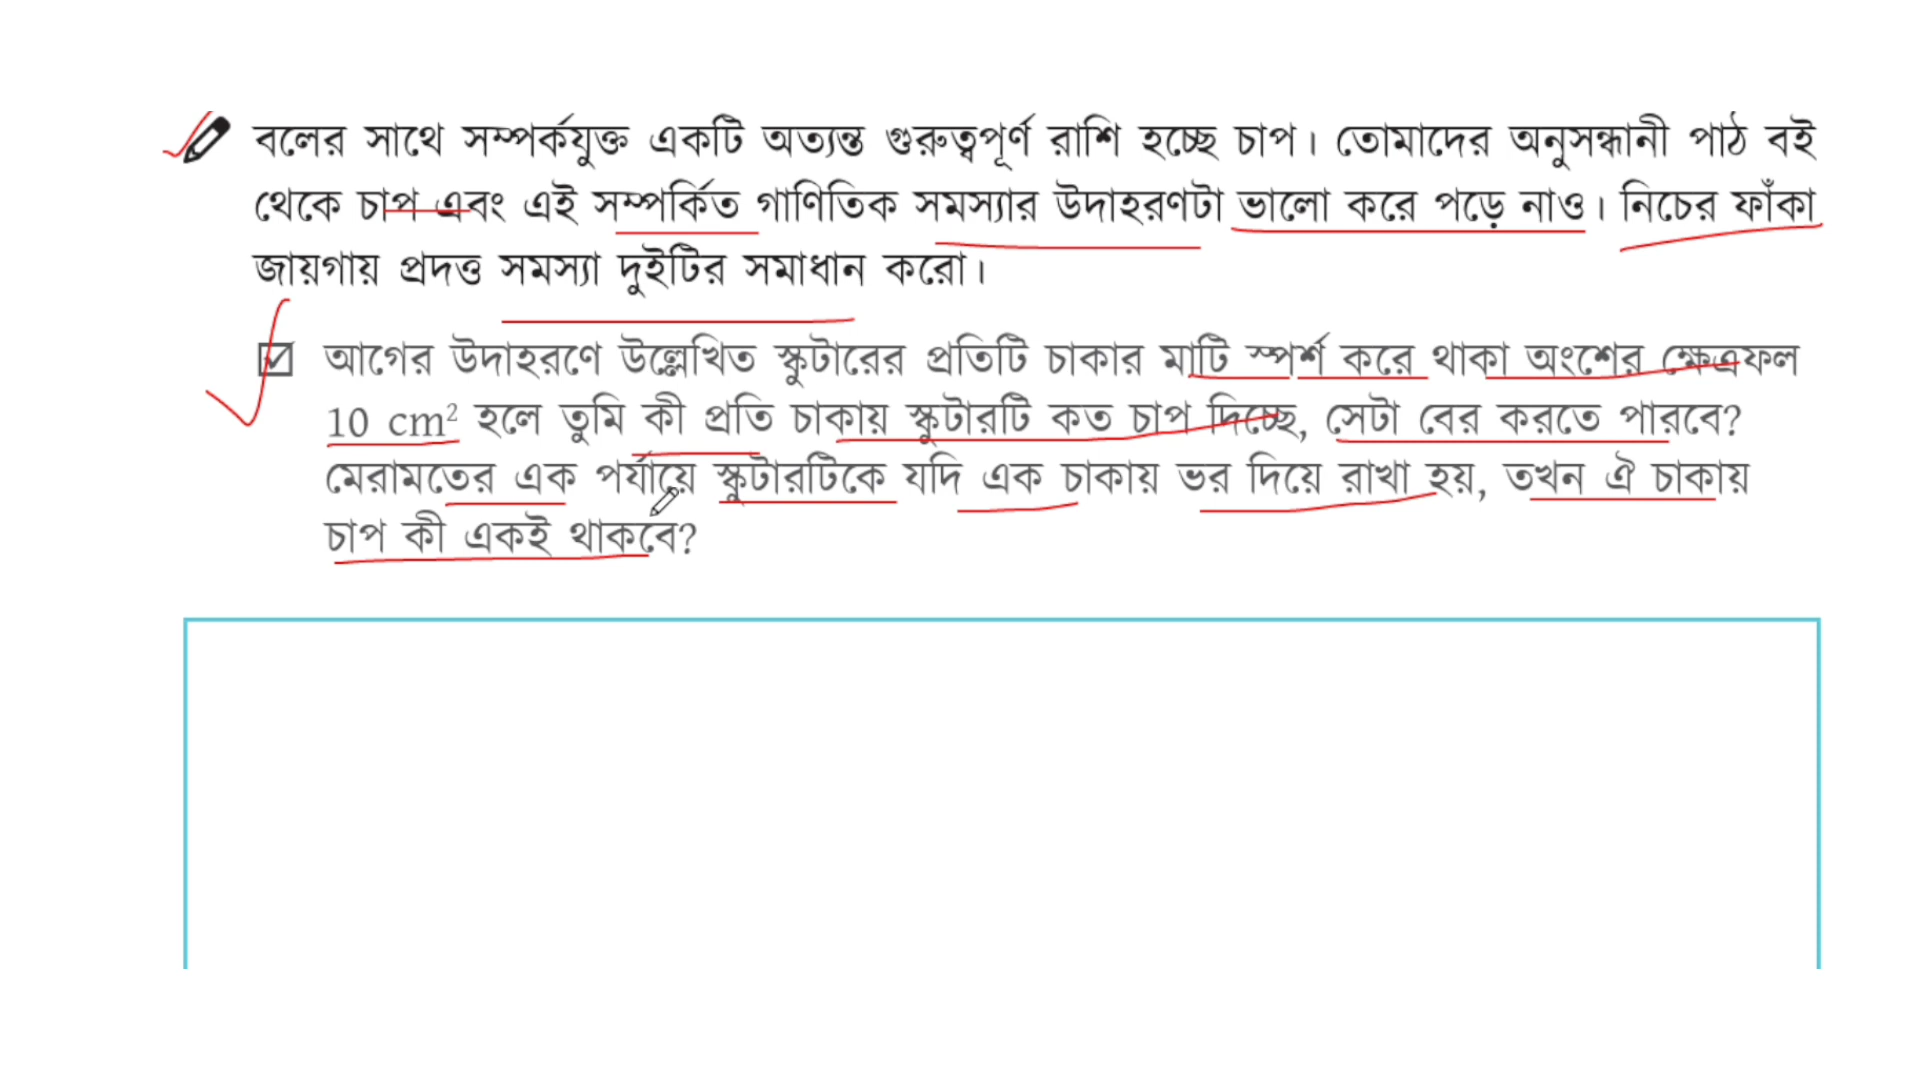 বলের সাথে সম্পর্কযুক্ত একটি অত্যন্ত গুরুত্বপূর্ণ রাশি হচ্ছে চাপ। তোমাদের অনুসন্ধানী পাঠ বই
থেকে চাপ এবং এই সম্পর্কিত গাণিতিক সমস্যার উদাহরণটা ভালো করে পড়ে নাও। নিচের ফাঁকা
জায়গায় প্রদত্ত সমস্যা দুইটির সমাধান করো।
আগের উদাহরণে উল্লেখিত স্কুটারের প্রতিটি চাকার মাটি স্পর্শ করে থাকা অংশের ক্ষেত্রফল
10 cm² হলে তুমি কী প্রতি চাকায় স্কুটারটি কত চাপ দিচ্ছে, সেটা বের করতে পারবে?
মেরামতের এক পর্যায়ে স্কুটারটিকে যদি এক চাকায় ভর দিয়ে রাখা হয়, তখন ঐ চাকায়
চাপ কী একই থাকবে?